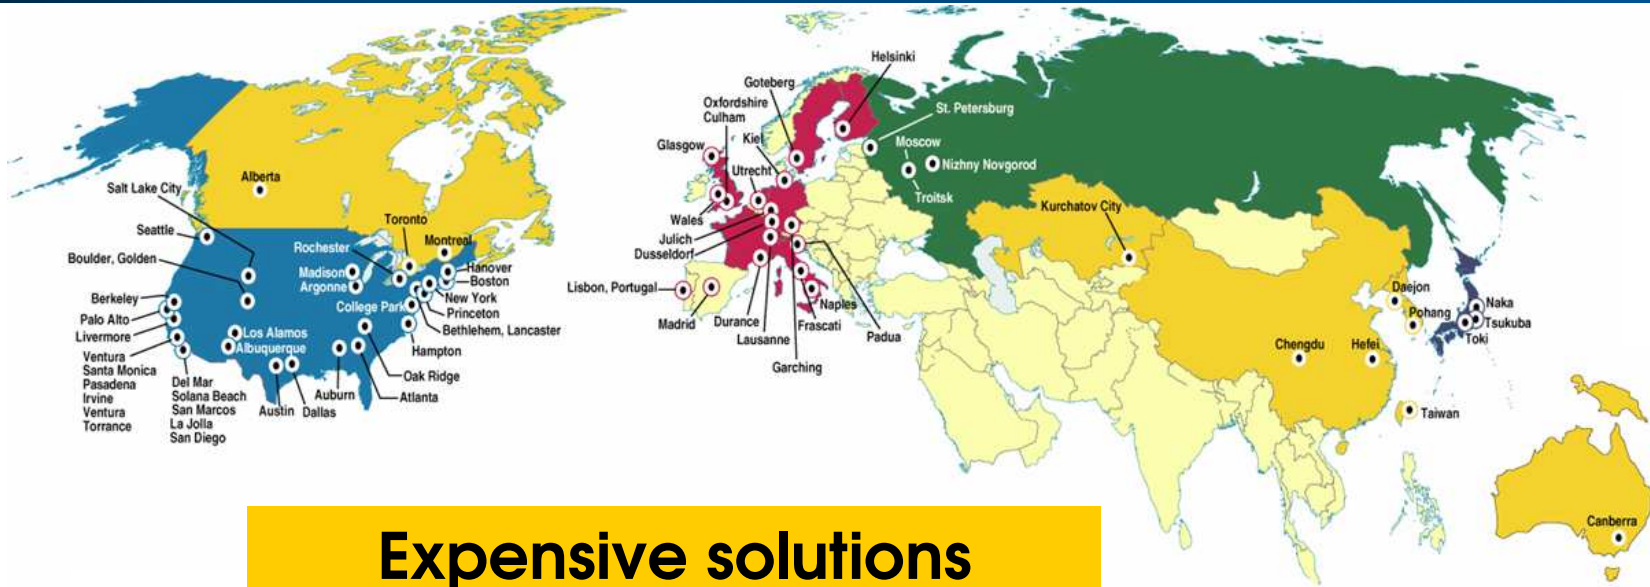 Alberta
Salt Lake City
Seattle
Boulder, Golden
Berkeley
Palo Alto
Livermore
Ventura
Santa Monica
Pasadena
Irvine
Ventura
Torrance
Del Mar
Solana Beach
San Marcos
La Jolla
San Diego
Los Alamos
Albuquerque
Austin
Dallas
Auburn
Atlanta
Oak Ridge
Hampton
Bethlehem, Lancaster
Princeton
New York
Boston
Hanover
Montreal
Toronto
Rochester
Madison
Argonne
College Park
Helsinki
Goteberg
Oxfordshire
Culham
Kiel
Glasgow
Utrecht
Wales
Julich
Dusseldorf
Lisbon, Portugal
Madrid
Durance
Lausanne
Garching
Frascati
Naples
Padua
St. Petersburg
Moscow
Nizhny Novgorod
Troitsk
Kurchatov City
Daejon
Pohang
Naka
Tsukuba
Toki
Chengdu
Hefei
Taiwan
Canberra
Expensive solutions